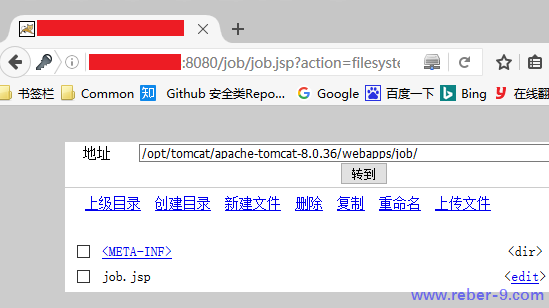 :8080/job/job.jsp?action=filesyste
书签栏 Common 知 Github 安全类Repo... Google 百度一下 Bing 在线翻
地址 /opt/tomcat/apache-tomcat-8.0.36/webapps/job/
转到
上级目录 创建目录 新建文件 删除 复制 重命名 上传文件
<META-INF> <dir>
job.jsp <edit>
www.reber-9.com